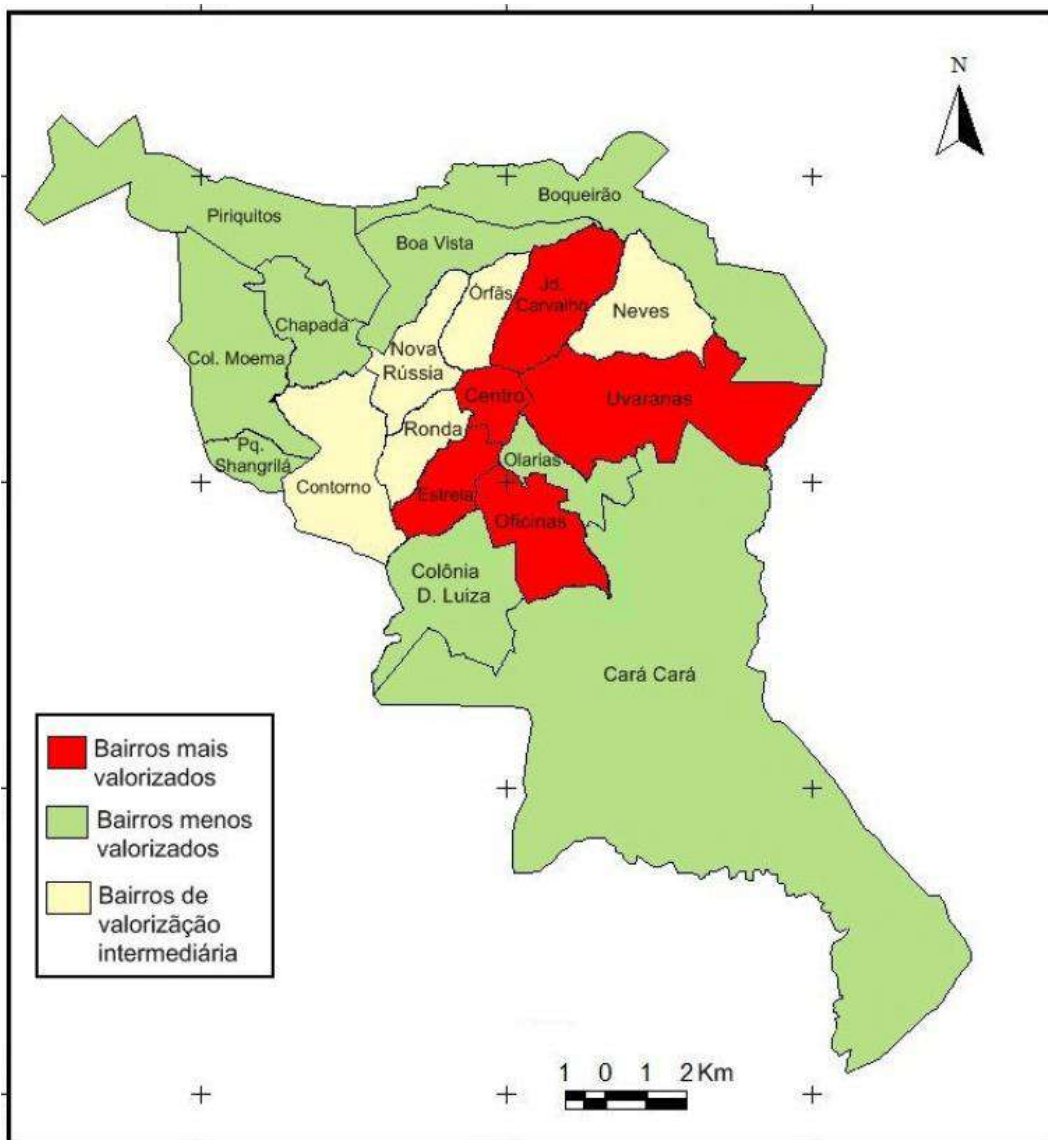 N
Boqueirão
Piriquitos
Boa Vista
Jd.
Carvalho
Órfãs
Neves
Chapada
Nova
Rússia
Col. Moema
Centro
Uvaranas
Ronda
Pq.
Shangrilá
Olarias
Contorno
Estrela
Oficinas
Colônia
D. Luiza
Cará Cará
Bairros mais
valorizados
Bairros menos
valorizados
Bairros de
valorizãção
intermediária
1 0 1 2 Km